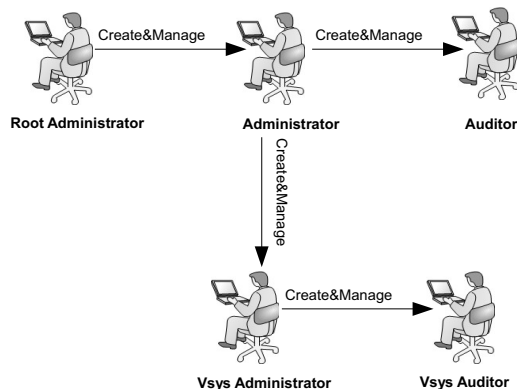 Create&Manage
Create&Manage
Root Administrator
Administrator
Auditor
Create&Manage
Create&Manage
Vsys Administrator
Vsys Auditor